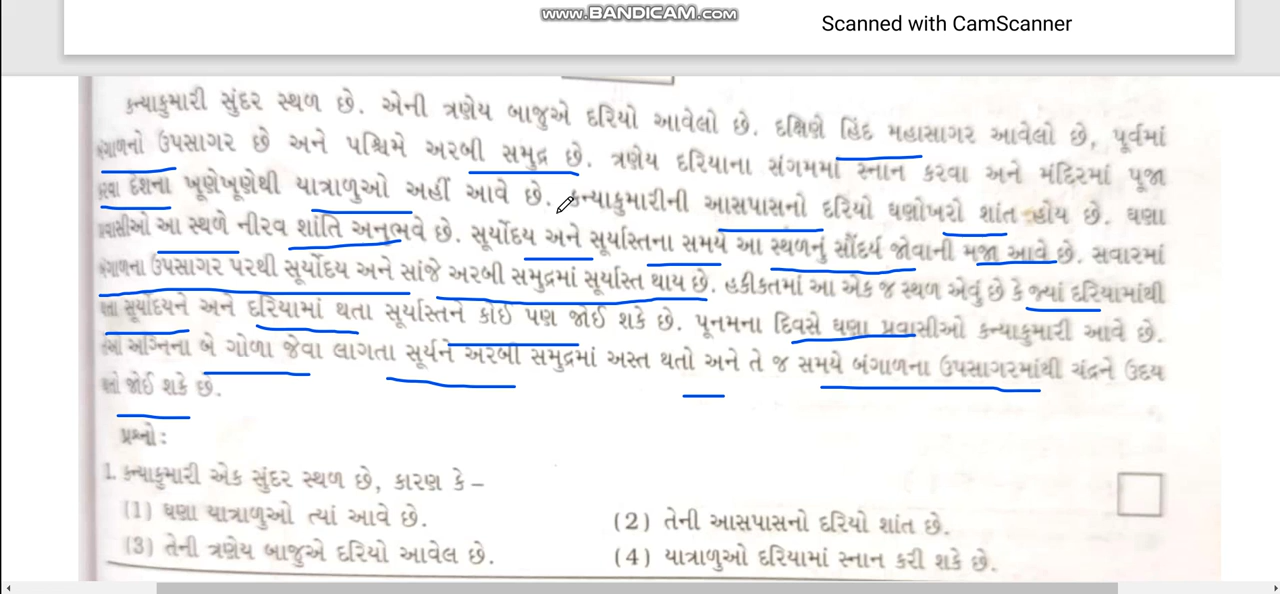 www.BANDICAM.com
Scanned with CamScanner
કન્યાકુમારી સુંદર સ્થળ છે. એની ત્રણેય બાજુએ દરિયો આવેલો છે. દક્ષિણે હિંદ મહાસાગર આવેલો છે, પૂર્વમાં
બંગાળનો ઉપસાગર છે અને પશ્ચિમે અરબી સમુદ્ર છે. ત્રણેય દરિયાના સંગમમાં સ્નાન કરવા અને મંદિરમાં પૂજા
કરવા દેશના ખૂણેખૂણેથી યાત્રાળુઓ અહીં આવે છે. કન્યાકુમારીની આસપાસનો દરિયો ઘણોખરો શાંત હોય છે. ઘણા
પ્રવાસીઓ આ સ્થળે નીરવ શાંતિ અનુભવે છે. સૂર્યોદય અને સૂર્યાસ્તના સમયે આ સ્થળનું સૌંદર્ય જોવાની મજા આવે છે. સવારમાં
બંગાળના ઉપસાગર પરથી સૂર્યોદય અને સાંજે અરબી સમુદ્રમાં સૂર્યાસ્ત થાય છે. હકીકતમાં આ એક જ સ્થળ એવું છે કે જ્યાં દરિયામાંથી
થતા સૂર્યોદયને અને દરિયામાં થતા સૂર્યાસ્તને કોઈ પણ જોઈ શકે છે. પૂનમના દિવસે ઘણા પ્રવાસીઓ કન્યાકુમારી આવે છે.
અગ્નિના બે ગોળા જેવા લાગતા સૂર્યને અરબી સમુદ્રમાં અસ્ત થતો અને તે જ સમયે બંગાળના ઉપસાગરમાંથી ચંદ્રને ઉદય
થતો જોઈ શકે છે.
પ્રશ્નો:
1. કન્યાકુમારી એક સુંદર સ્થળ છે, કારણ કે –
(1) ઘણા યાત્રાળુઓ ત્યાં આવે છે.
(2) તેની આસપાસનો દરિયો શાંત છે.
(3) તેની ત્રણેય બાજુએ દરિયો આવેલ છે.
(4) યાત્રાળુઓ દરિયામાં સ્નાન કરી શકે છે.